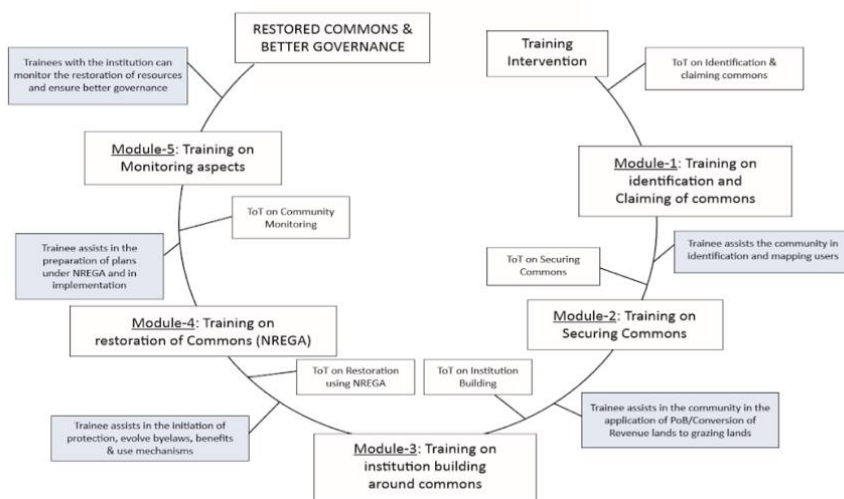 RESTORED COMMONS &
BETTER GOVERNANCE
Training
Intervention
ToT on Identification &
claiming commons
Trainees with the institution can
monitor the restoration of resources
and ensure better governance
Module-5: Training on
Monitoring aspects
Module-1: Training on
identification and
Claiming of commons
ToT on Community
Monitoring
Trainee assists in the
preparation of plans
under NREGA and in
implementation
Trainee assists the community in
identification and mapping users
ToT on Securing
Commons
Module-4: Training on
restoration of Commons (NREGA)
Module-2: Training on
Securing Commons
ToT on Restoration
using NREGA
ToT on Institution
Building
Trainee assists in the initiation of
protection, evolve byelaws, benefits
& use mechanisms
Trainee assists in the community in the
application of PoB/Conversion of
Revenue lands to grazing lands
Module-3: Training on
institution building
around commons